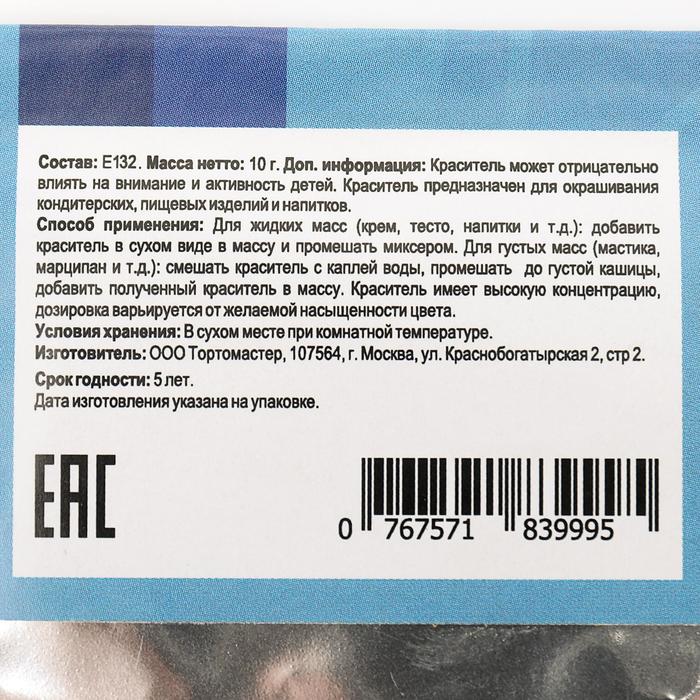 Состав: Е132. Масса нетто: 10 г. Доп. информация: Краситель может отрицательно
влиять на внимание и активность детей. Краситель предназначен для окрашивания
кондитерских, пищевых изделий и напитков.
Способ применения: Для жидких масс (крем, тесто, напитки и т.д.): добавить
краситель в сухом виде в массу и промешать миксером. Для густых масс (мастика,
марципан и т.д.): смешать краситель с каплей воды, промешать до густой кашицы,
добавить полученный краситель в массу. Краситель имеет высокую концентрацию,
дозировка варьируется от желаемой насыщенности цвета.
Условия хранения: В сухом месте при комнатной температуре.
Изготовитель: ООО Тортомастер, 107564, г. Москва, ул. Краснобогатырская 2, стр 2.
Срок годности: 5 лет.
Дата изготовления указана на упаковке.
EAC
0 767571 839995